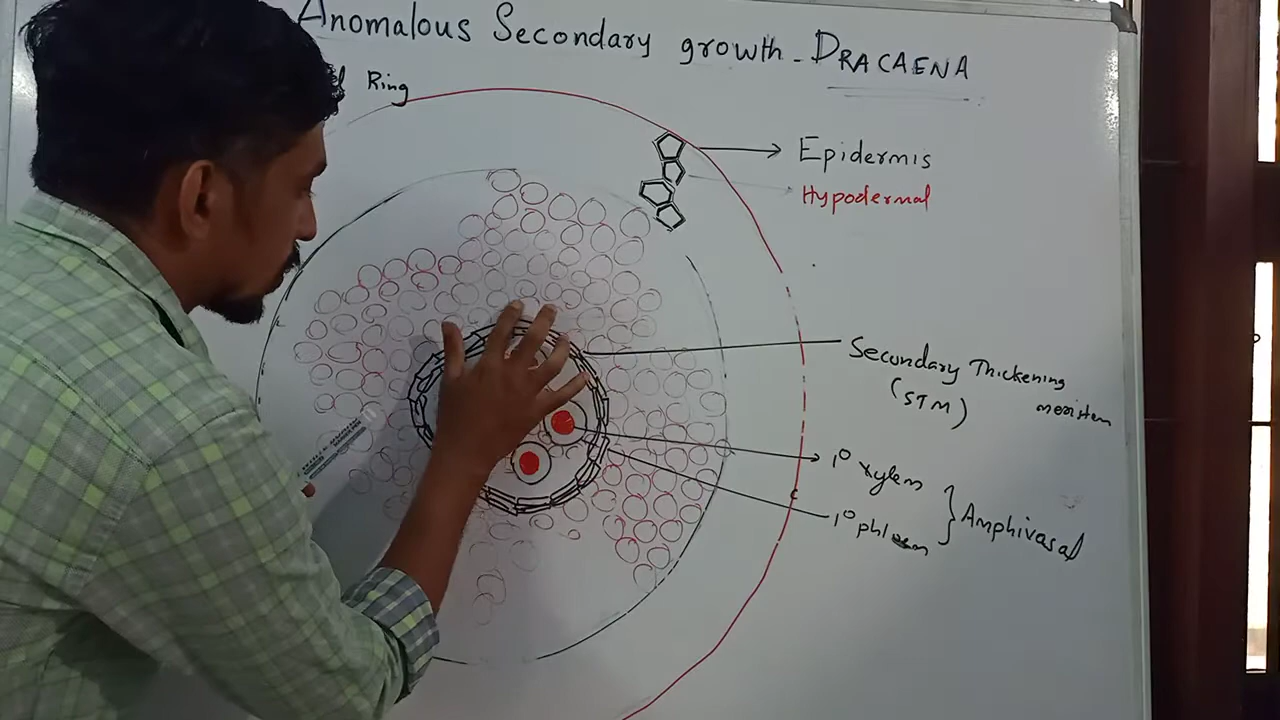 Anomalous Secondary growth - DRACAENA
Ring
Epidermis
Hypodermal
Secondary Thickening
(STM) meristem
1° xylem
1° phloem
} Amphivasal